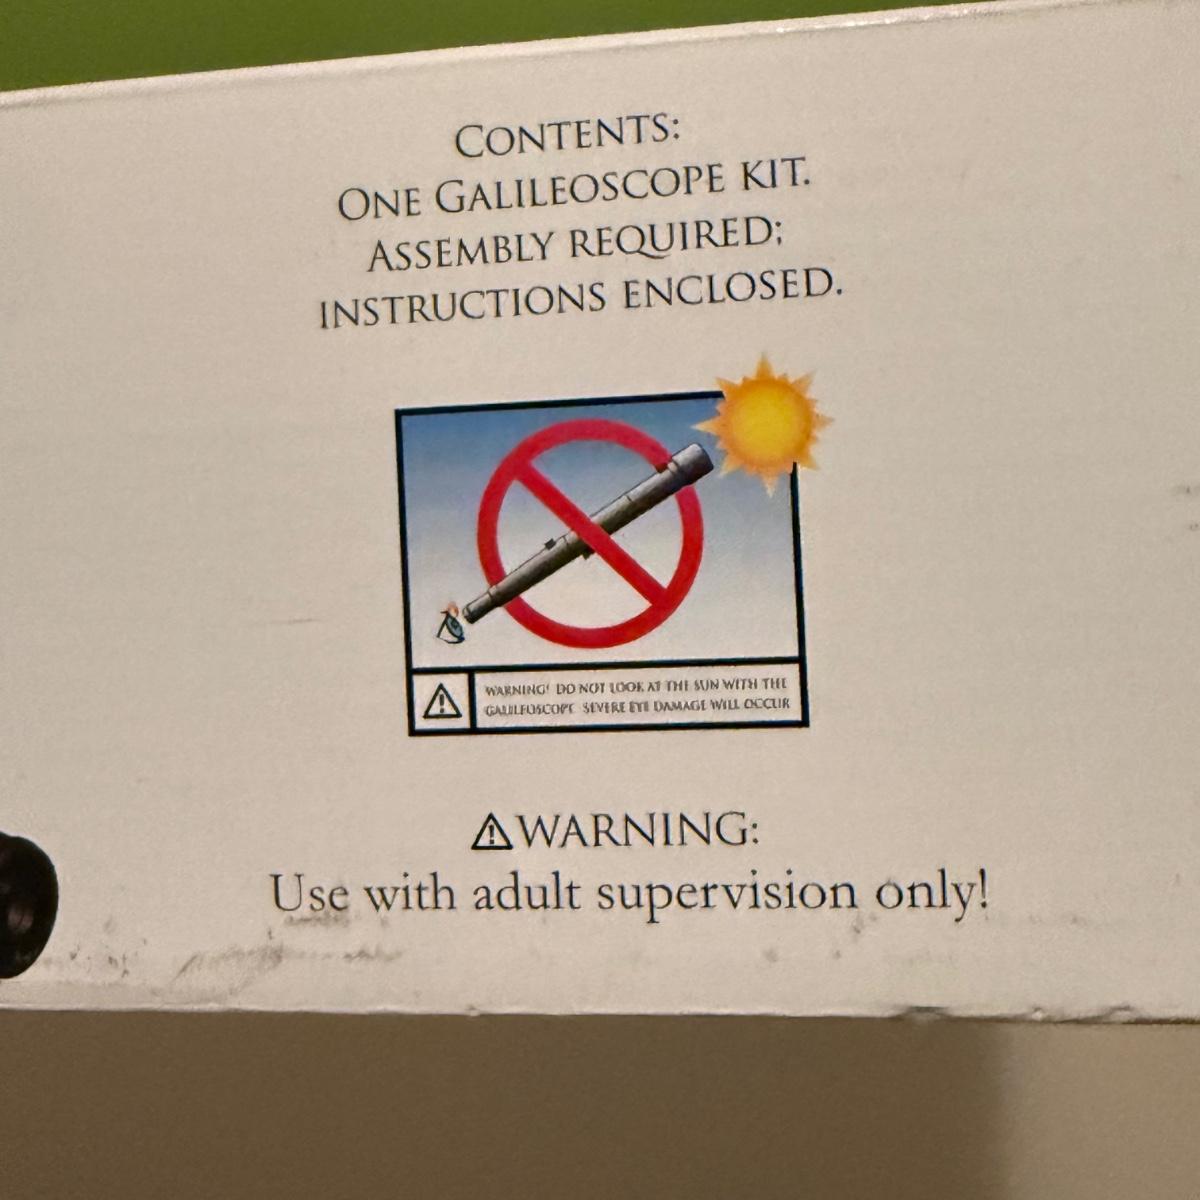 CONTENTS:
ONE GALILEOSCOPE KIT.
ASSEMBLY REQUIRED;
INSTRUCTIONS ENCLOSED.
WARNING! DO NOT LOOK AT THE SUN WITH THE
GALILEOSCOPE SEVERE EYE DAMAGE WILL OCCUR
⚠WARNING:
Use with adult supervision only!